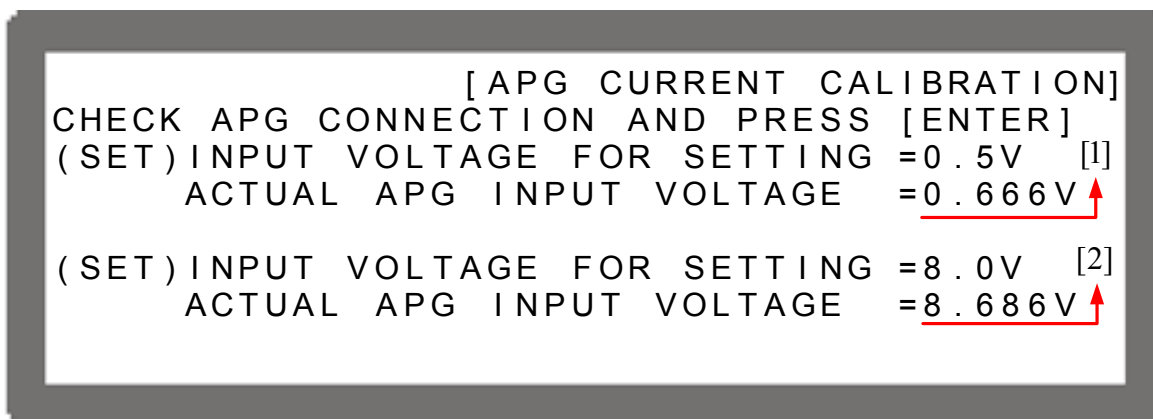 [APG CURRENT CALIBRATION]
CHECK APG CONNECTION AND PRESS [ENTER]
(SET)INPUT VOLTAGE FOR SETTING =0.5V [1]
ACTUAL APG INPUT VOLTAGE =0.666V
(SET)INPUT VOLTAGE FOR SETTING =8.0V [2]
ACTUAL APG INPUT VOLTAGE =8.686V